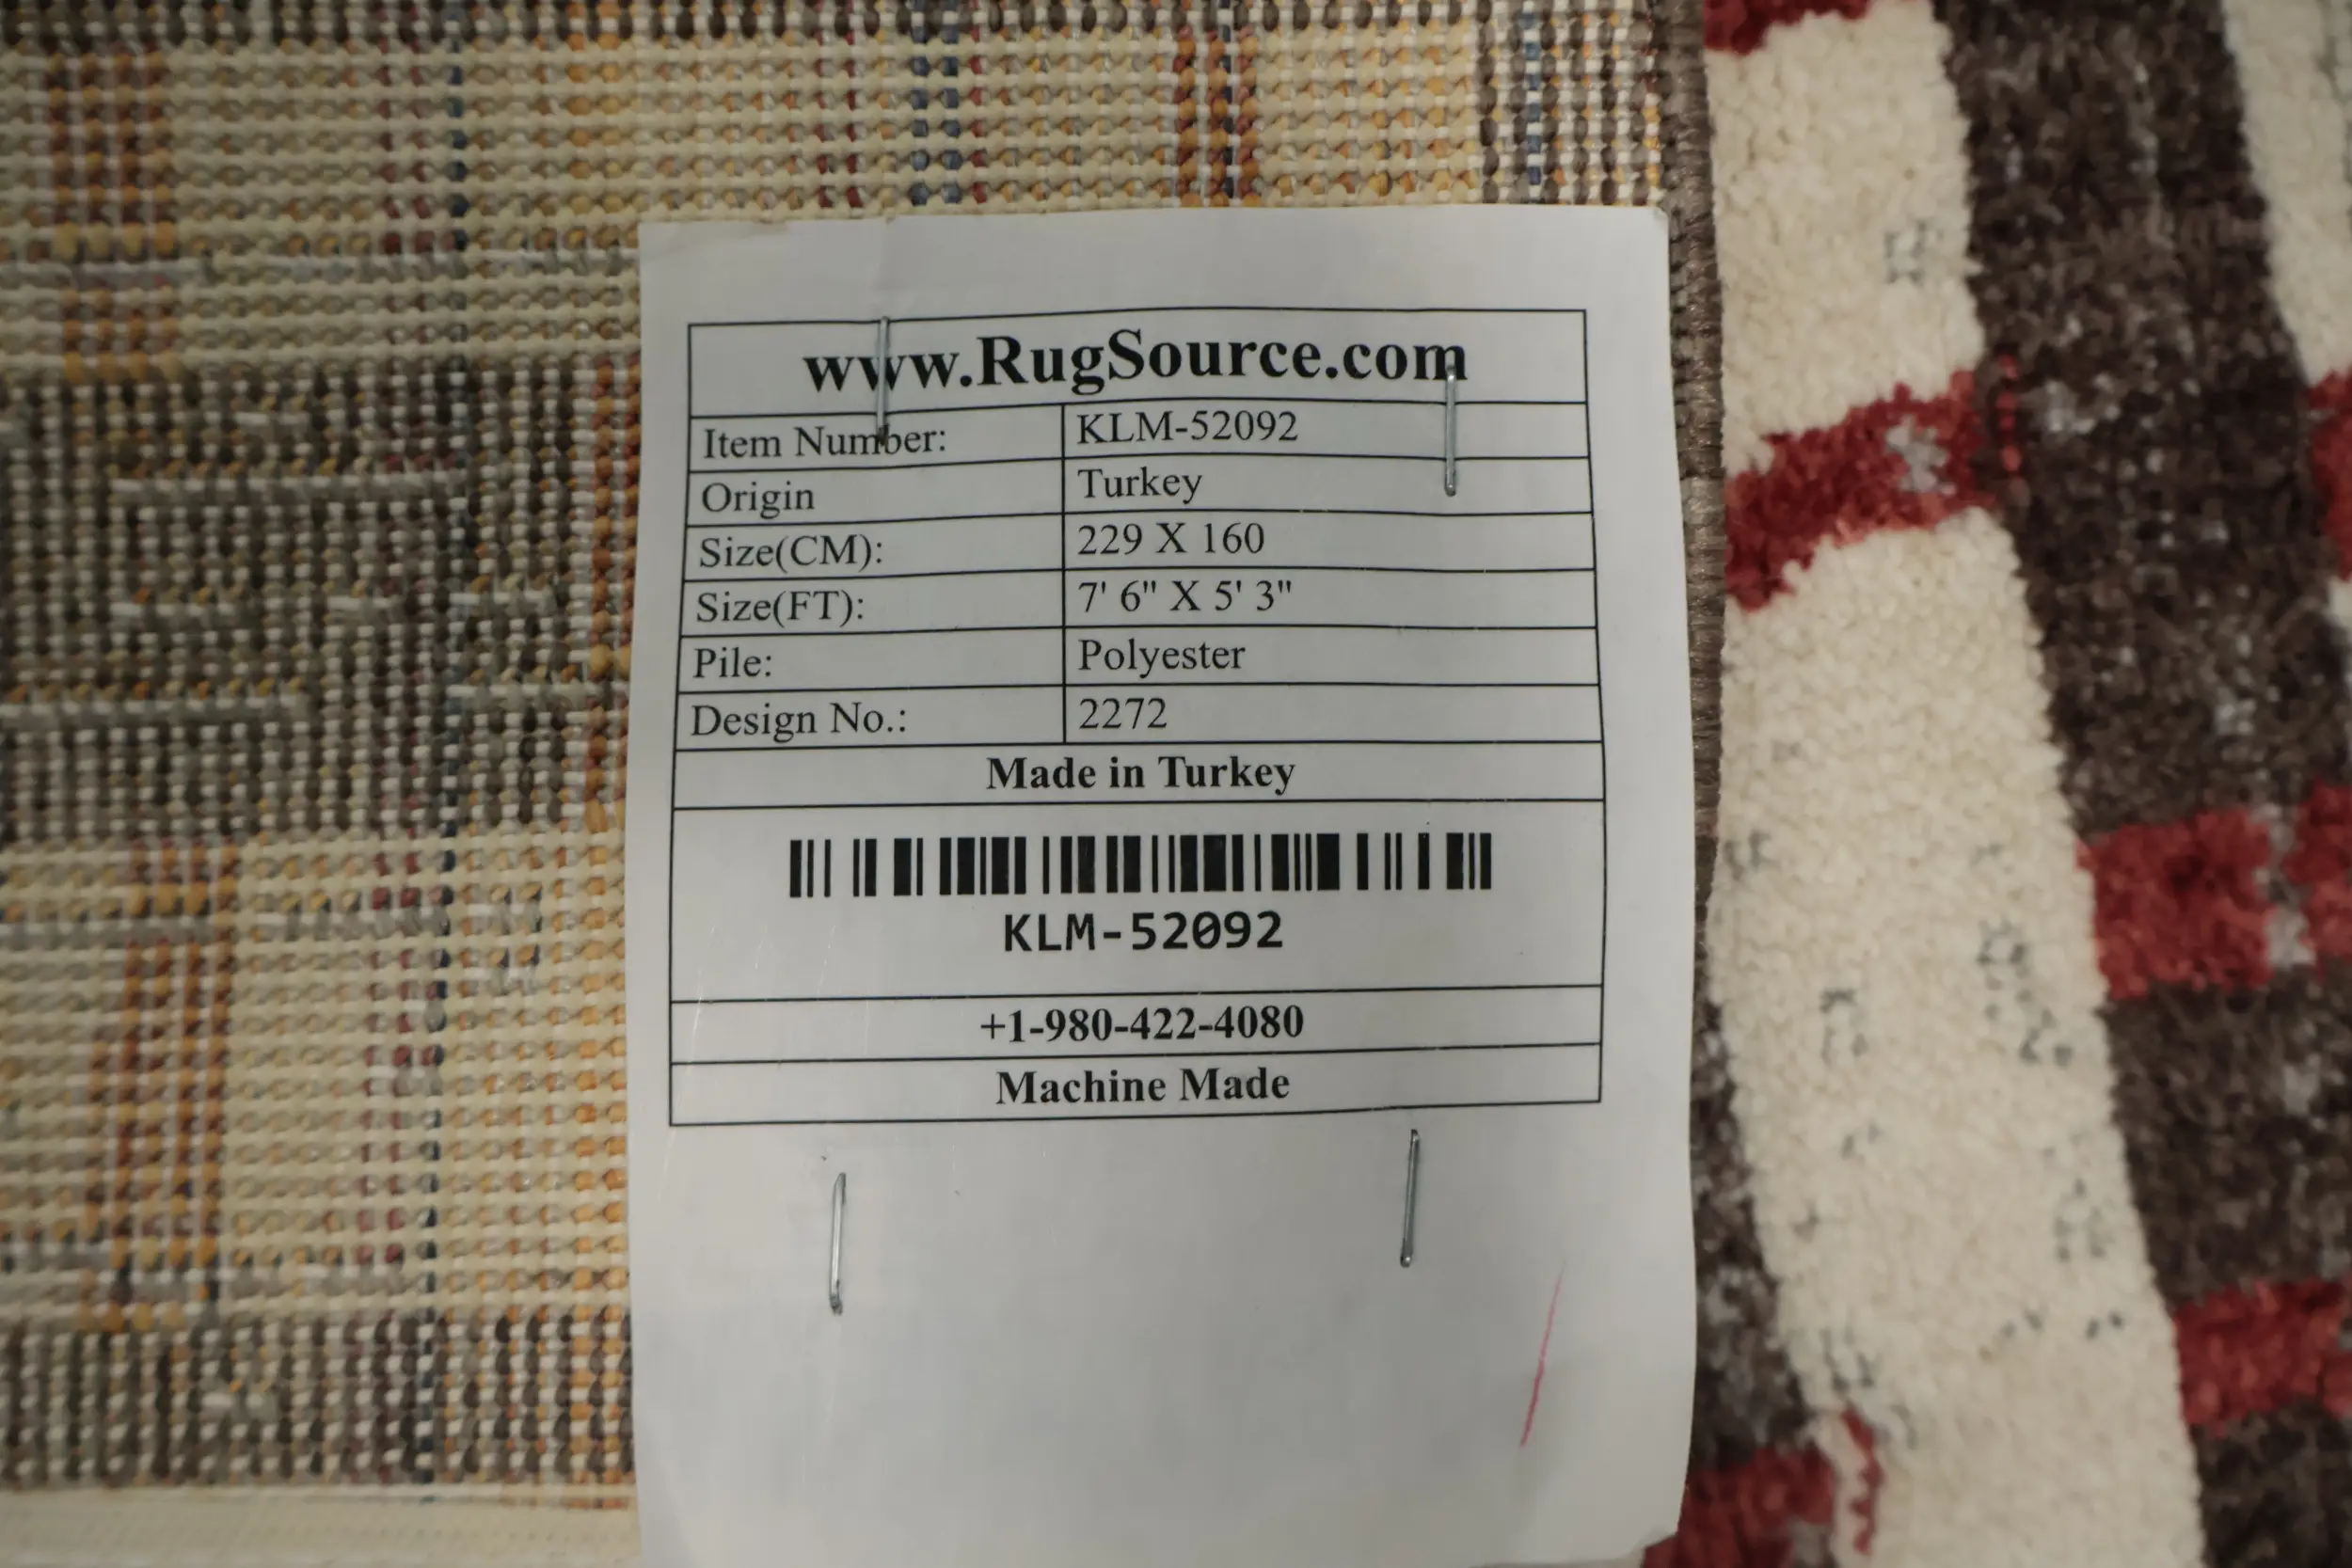 www.RugSource.com
Item Number: KLM-52092
Origin Turkey
Size(CM): 229 X 160
Size(FT): 7' 6" X 5' 3"
Pile: Polyester
Design No.: 2272
Made in Turkey
KLM-52092
+1-980-422-4080
Machine Made